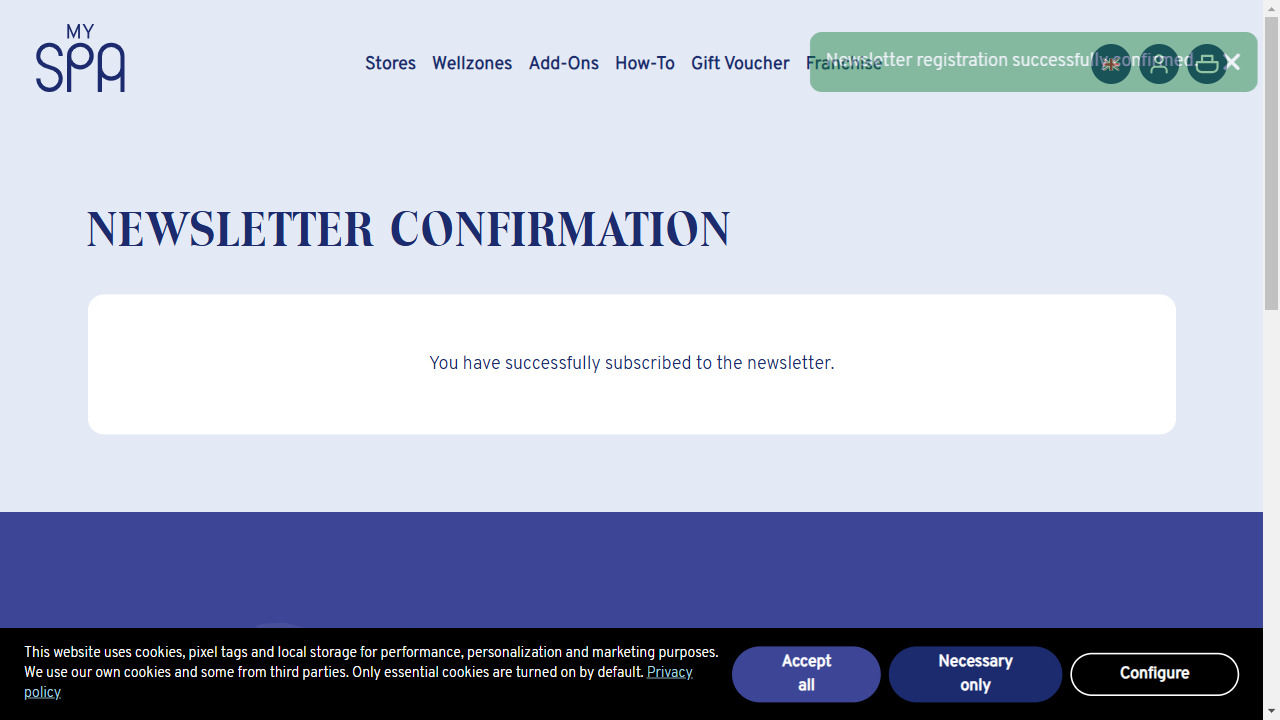 MY
SPA
Stores Wellzones Add-Ons How-To Gift Voucher Franchise
Newsletter registration successfully confirmed.
NEWSLETTER CONFIRMATION
You have successfully subscribed to the newsletter.
This website uses cookies, pixel tags and local storage for performance, personalization and marketing purposes.
We use our own cookies and some from third parties. Only essential cookies are turned on by default. Privacy
policy
Accept
all
Necessary
only
Configure